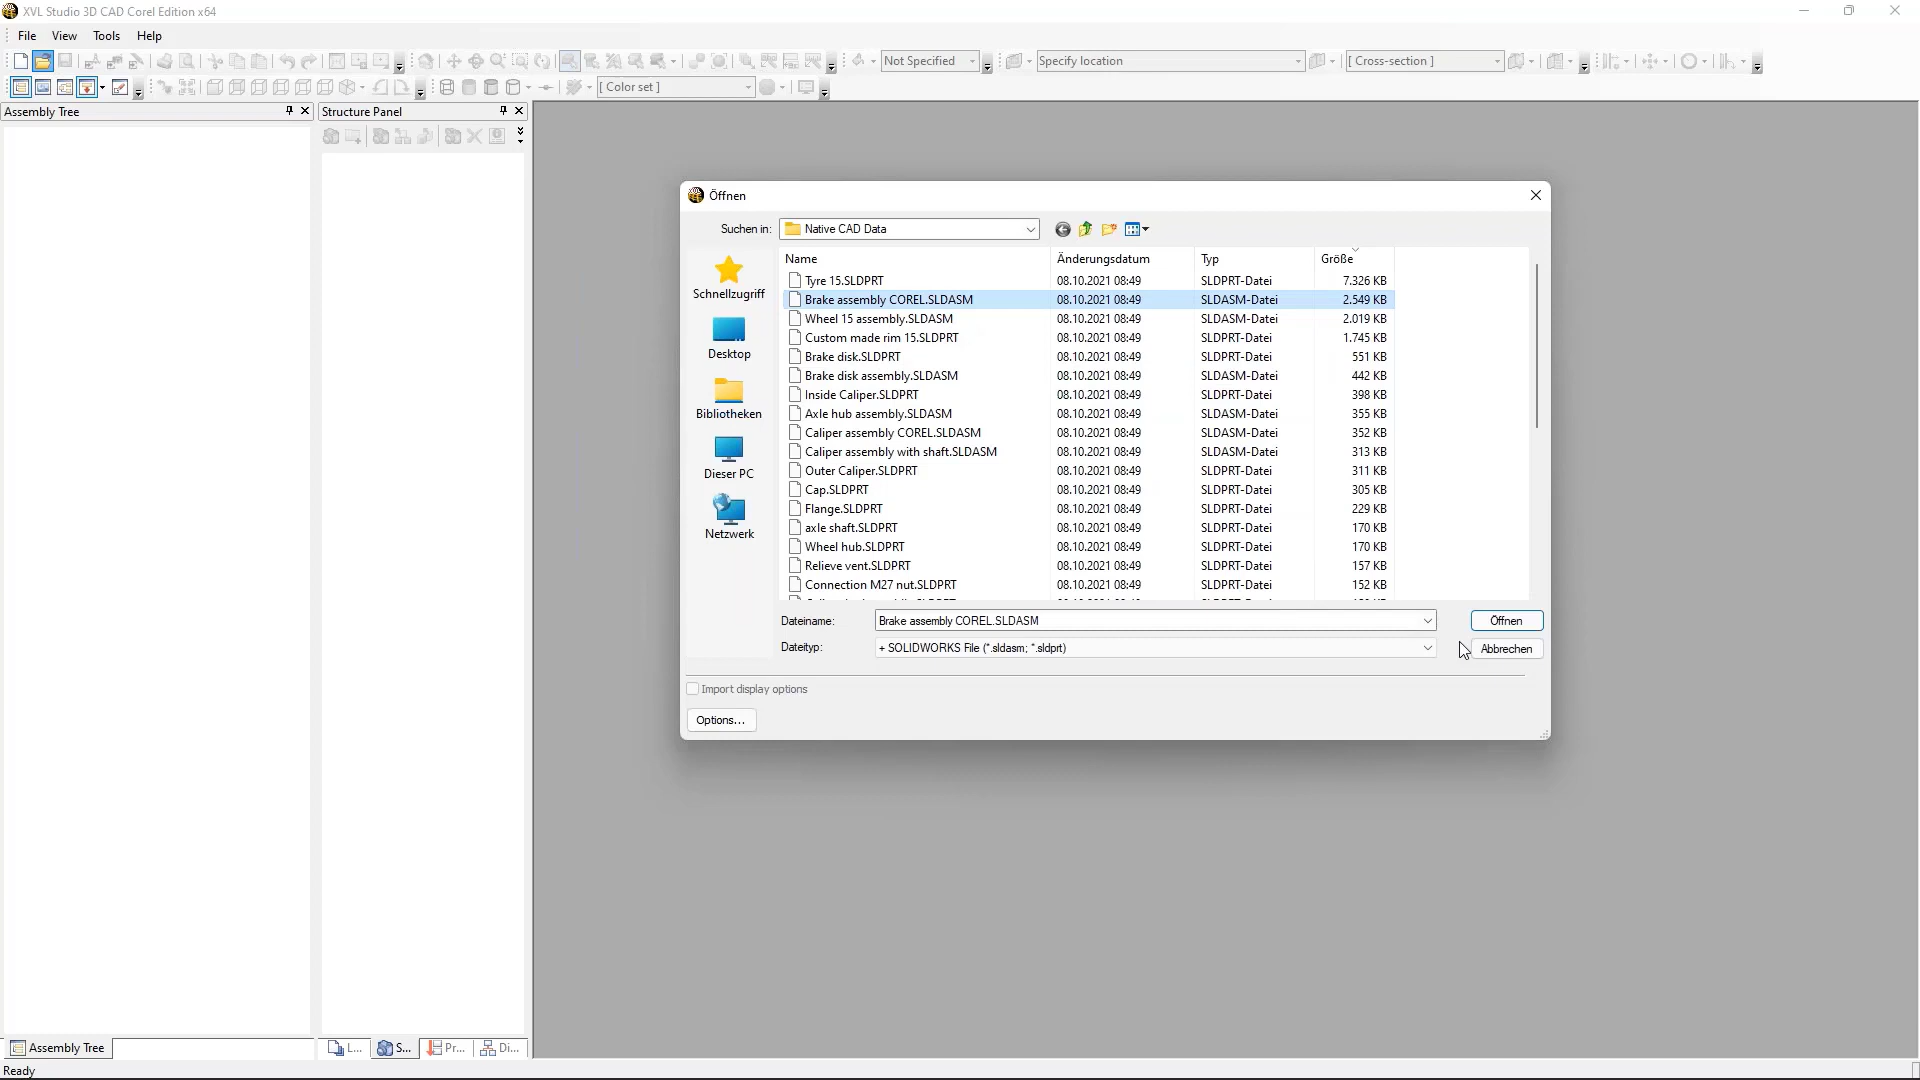 XVL Studio 3D CAD Corel Edition x64
File View Tools Help
Not Specified Specify location [ Cross-section ]
[ Color set ]
Assembly Tree Structure Panel
Öffnen
Suchen in: Native CAD Data
Name Änderungsdatum Typ Größe
Tyre 15.SLDPRT 08.10.2021 08:49 SLDPRT-Datei 7.326 KB
Brake assembly COREL.SLDASM 08.10.2021 08:49 SLDASM-Datei 2.549 KB
Wheel 15 assembly.SLDASM 08.10.2021 08:49 SLDASM-Datei 2.019 KB
Custom made rim 15.SLDPRT 08.10.2021 08:49 SLDPRT-Datei 1.745 KB
Brake disk.SLDPRT 08.10.2021 08:49 SLDPRT-Datei 551 KB
Brake disk assembly.SLDASM 08.10.2021 08:49 SLDASM-Datei 442 KB
Inside Caliper.SLDPRT 08.10.2021 08:49 SLDPRT-Datei 398 KB
Axle hub assembly.SLDASM 08.10.2021 08:49 SLDASM-Datei 355 KB
Caliper assembly COREL.SLDASM 08.10.2021 08:49 SLDASM-Datei 352 KB
Caliper assembly with shaft.SLDASM 08.10.2021 08:49 SLDASM-Datei 313 KB
Outer Caliper.SLDPRT 08.10.2021 08:49 SLDPRT-Datei 311 KB
Cap.SLDPRT 08.10.2021 08:49 SLDPRT-Datei 305 KB
Flange.SLDPRT 08.10.2021 08:49 SLDPRT-Datei 229 KB
axle shaft.SLDPRT 08.10.2021 08:49 SLDPRT-Datei 170 KB
Wheel hub.SLDPRT 08.10.2021 08:49 SLDPRT-Datei 170 KB
Relieve vent.SLDPRT 08.10.2021 08:49 SLDPRT-Datei 157 KB
Connection M27 nut.SLDPRT 08.10.2021 08:49 SLDPRT-Datei 152 KB
Schnellzugriff
Desktop
Bibliotheken
Dieser PC
Netzwerk
Dateiname: Brake assembly COREL.SLDASM Öffnen
Dateityp: + SOLIDWORKS File (*.sldasm; *.sldprt) Abbrechen
Import display options
Options...
Assembly Tree L... S... Pr... Di...
Ready